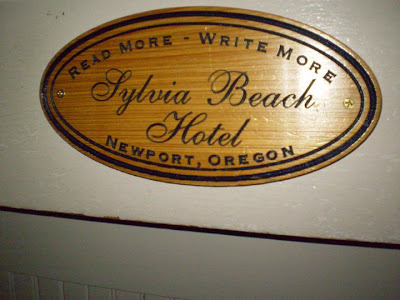 READ MORE - WRITE MORE
Sylvia Beach
Hotel
NEWPORT, OREGON